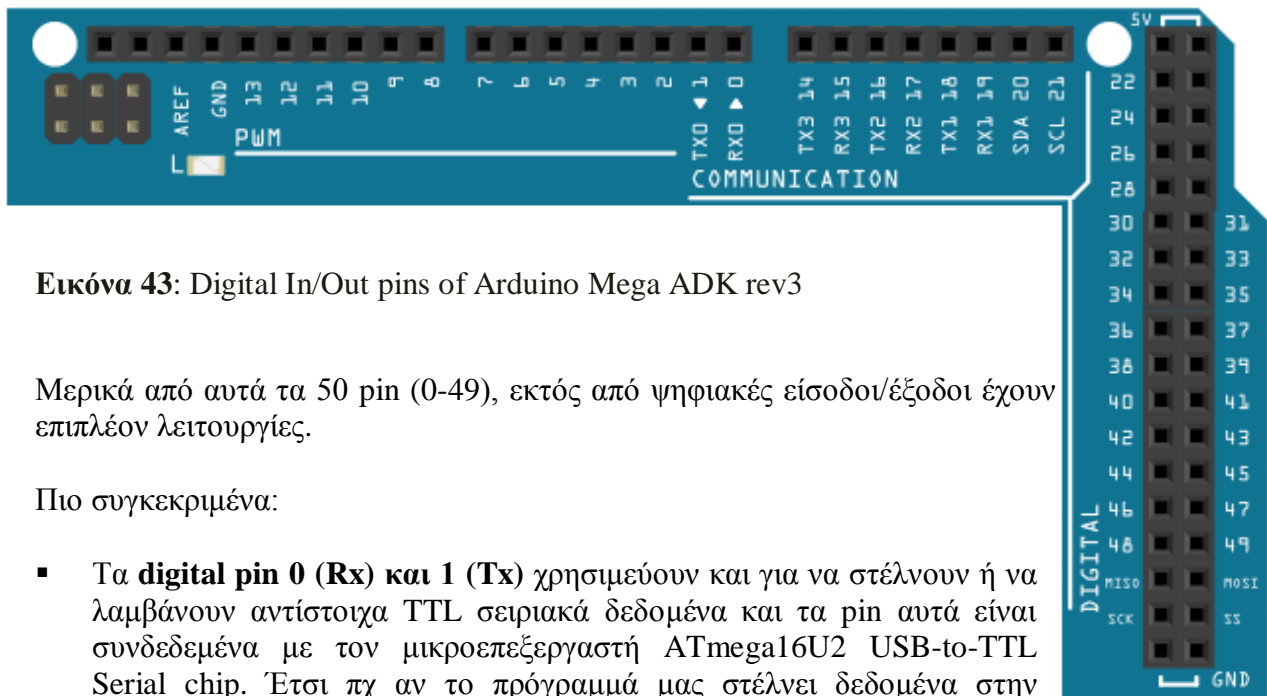 5V
AREF GND 13 12 11 10 9 8 7 6 5 4 3 2 TX0 ◄ 1 RX0 ► 0 TX3 14 RX3 15 TX2 16 RX2 17 TX1 18 RX1 19 SDA 20 SCL 21
PWM
L
COMMUNICATION
22
24
26
28
30 31
32 33
34 35
36 37
38 39
40 41
42 43
44 45
46 47
48 49
MISO MOSI
SCK SS
DIGITAL
GND
Εικόνα 43: Digital In/Out pins of Arduino Mega ADK rev3
Μερικά από αυτά τα 50 pin (0-49), εκτός από ψηφιακές είσοδοι/έξοδοι έχουν
επιπλέον λειτουργίες.
Πιο συγκεκριμένα:
▪ Τα digital pin 0 (Rx) και 1 (Tx) χρησιμεύουν και για να στέλνουν ή να
λαμβάνουν αντίστοιχα TTL σειριακά δεδομένα και τα pin αυτά είναι
συνδεδεμένα με τον μικροεπεξεργαστή ATmega16U2 USB-to-TTL
Serial chip. Έτσι πχ αν το πρόγραμμά μας στέλνει δεδομένα στην